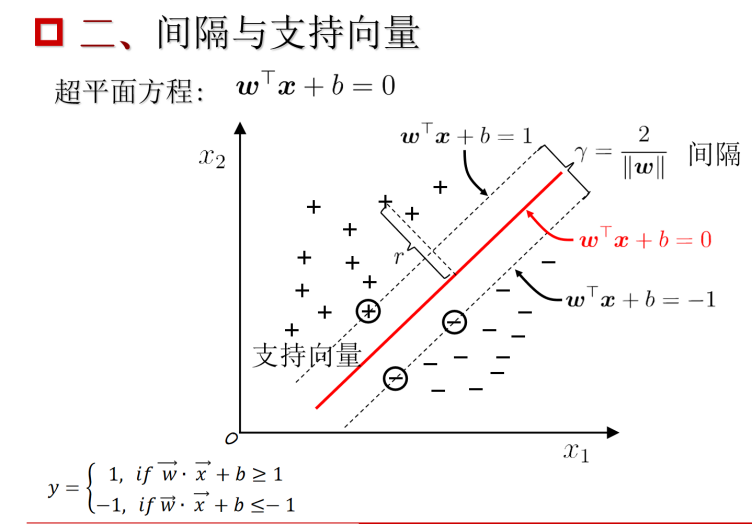 二、间隔与支持向量
超平面方程： w⊤x + b = 0
x₂
w⊤x + b = 1
γ = 2/‖w‖ 间隔
r
w⊤x + b = 0
w⊤x + b = −1
支持向量
O
x₁
y = { 1, if w⃗· x⃗ + b ≥ 1
−1, if w⃗· x⃗ + b ≤− 1